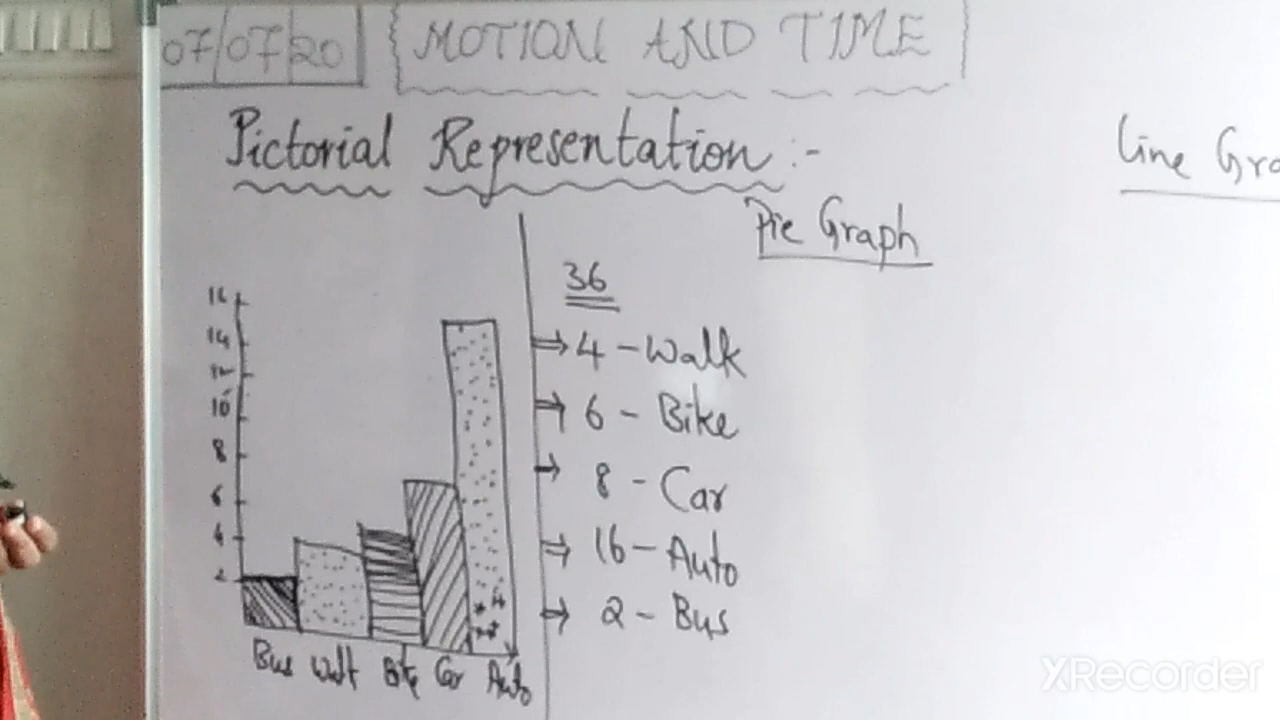 07/07/20
MOTION AND TIME
Pictorial Representation :-
Pie Graph
Line Gra
16
14
12
10
8
6
4
2
Bus Walk Bike Car Auto
36
⇒ 4 - Walk
⇒ 6 - Bike
→ 8 - Car
⇒ 16 - Auto
⇒ 2 - Bus
XRecorder